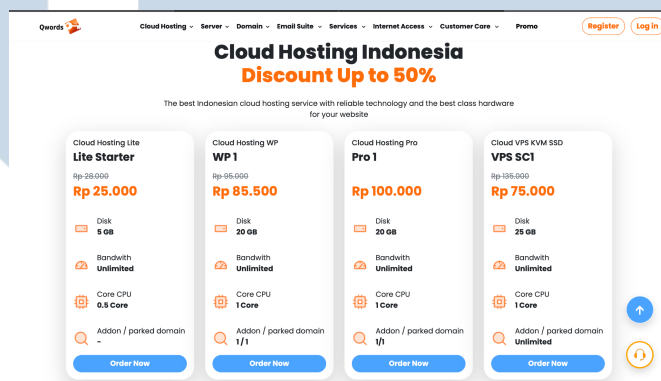 Qwords
Cloud Hosting Server Domain Email Suite Services Internet Access Customer Care Promo Register Log in
Cloud Hosting Indonesia
Discount Up to 50%
The best Indonesian cloud hosting service with reliable technology and the best class hardware
for your website
Cloud Hosting Lite
Lite Starter
Rp 28.000
Rp 25.000
Disk
5 GB
Bandwith
Unlimited
Core CPU
0.5 Core
Addon / parked domain
-
Order Now
Cloud Hosting WP
WP 1
Rp 95.000
Rp 85.500
Disk
20 GB
Bandwith
Unlimited
Core CPU
1 Core
Addon / parked domain
1 / 1
Order Now
Cloud Hosting Pro
Pro 1
Rp 100.000
Disk
20 GB
Bandwith
Unlimited
Core CPU
1 Core
Addon / parked domain
1/1
Order Now
Cloud VPS KVM SSD
VPS SC1
Rp 135.000
Rp 75.000
Disk
25 GB
Bandwith
Unlimited
Core CPU
1 Core
Addon / parked domain
Unlimited
Order Now